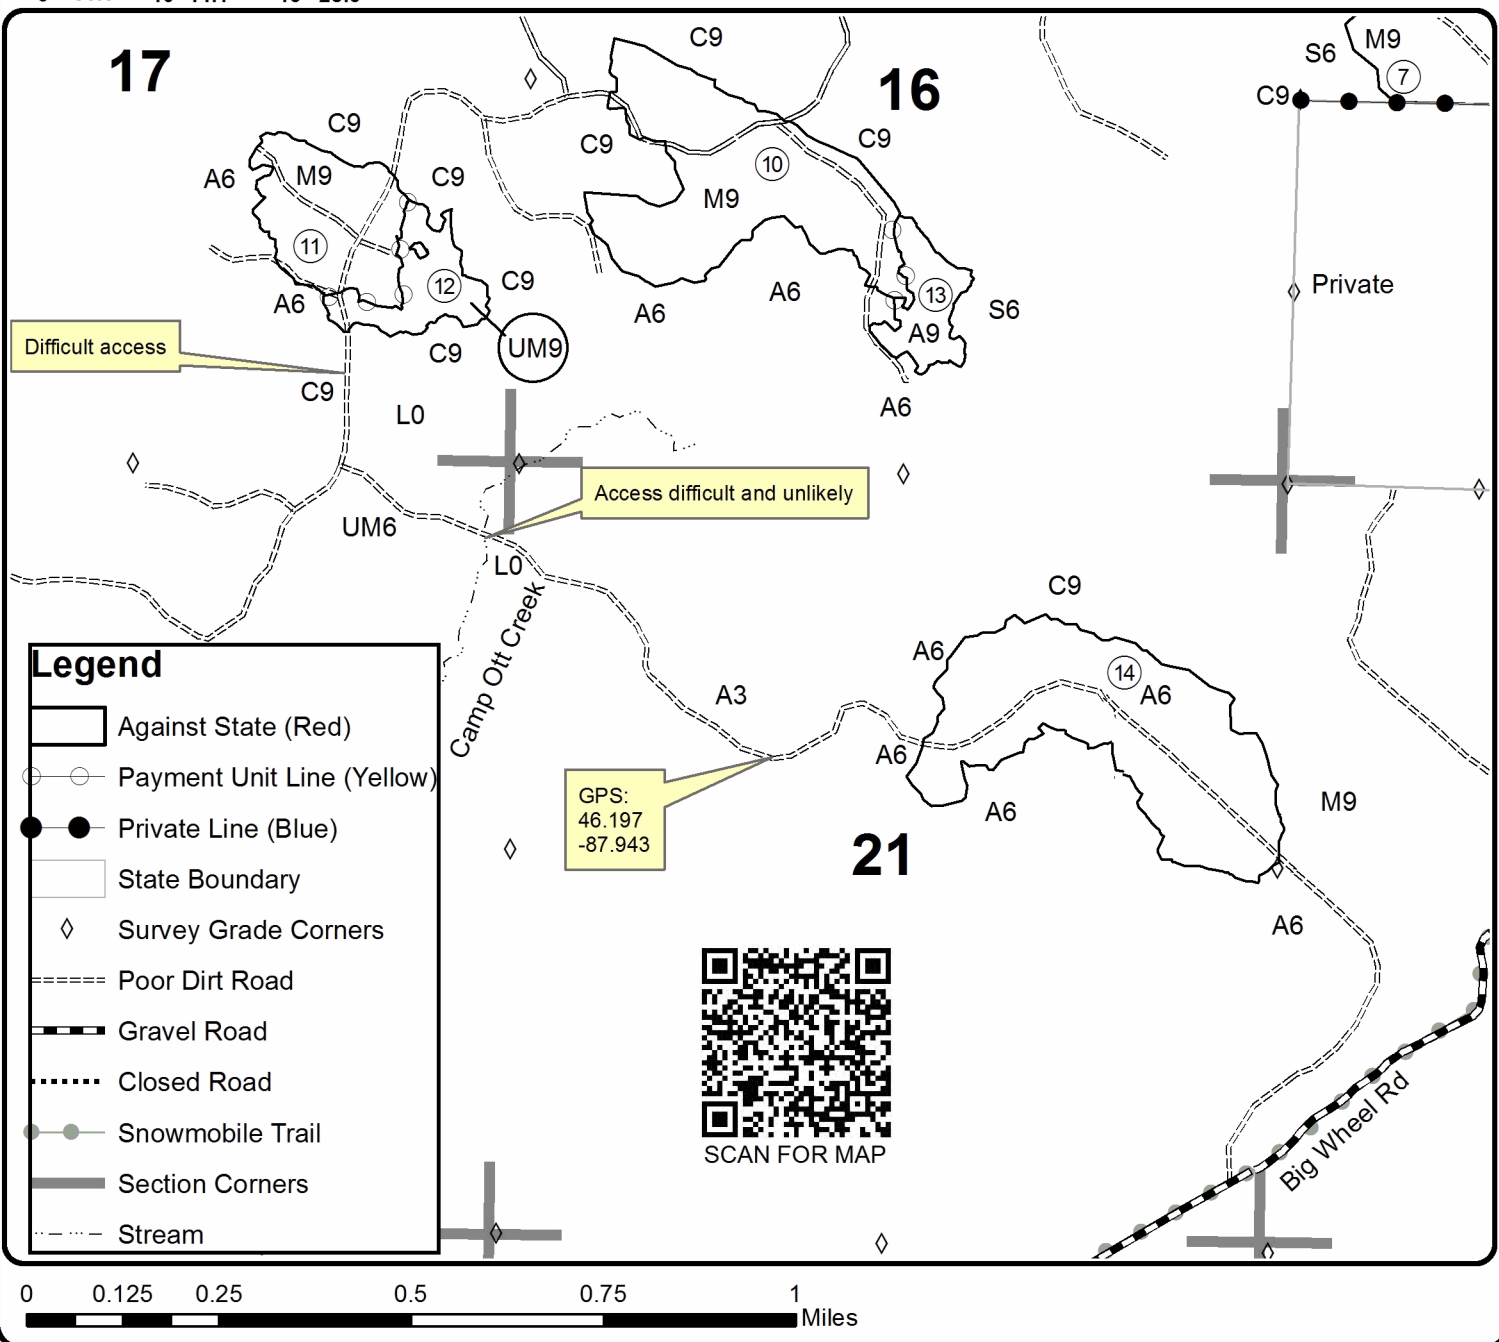 17
C9
16
M9
S6
7
C9
C9
C9
C9
10
A6
M9
C9
M9
11
12
C9
A6
A6
A6
13
S6
Private
A9
UM9
Difficult access
C9
C9
L0
A6
Access difficult and unlikely
UM6
L0
Camp Ott Creek
C9
A6
14
A6
A3
A6
GPS:
46.197
-87.943
A6
M9
21
A6
Big Wheel Rd
SCAN FOR MAP
Legend
Against State (Red)
Payment Unit Line (Yellow)
Private Line (Blue)
State Boundary
Survey Grade Corners
Poor Dirt Road
Gravel Road
Closed Road
Snowmobile Trail
Section Corners
Stream
0 0.125 0.25 0.5 0.75 1
Miles